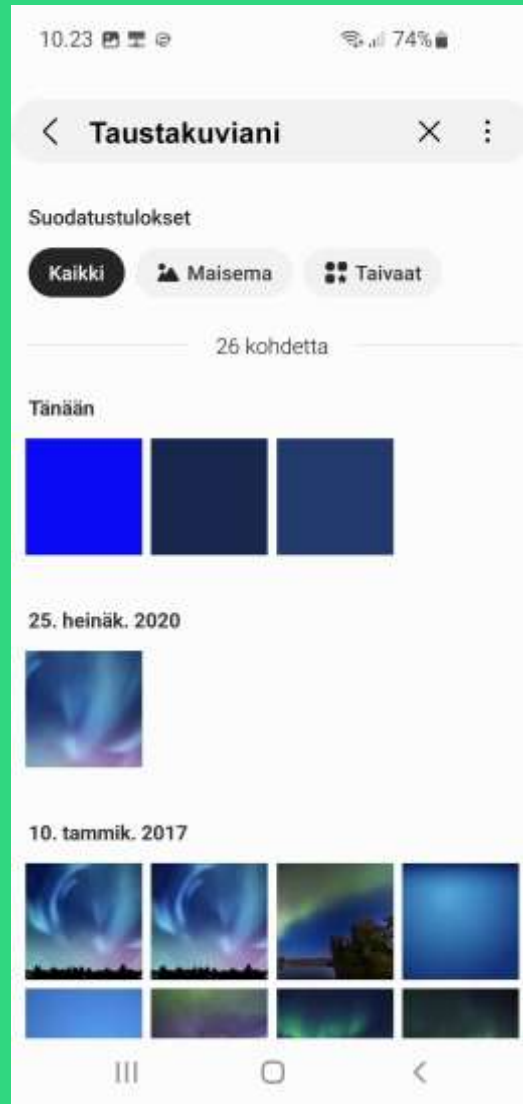 10.23 74%
Taustakuviani
Suodatustulokset
Kaikki Maisema Taivaat
26 kohdetta
Tänään
25. heinäk. 2020
10. tammik. 2017